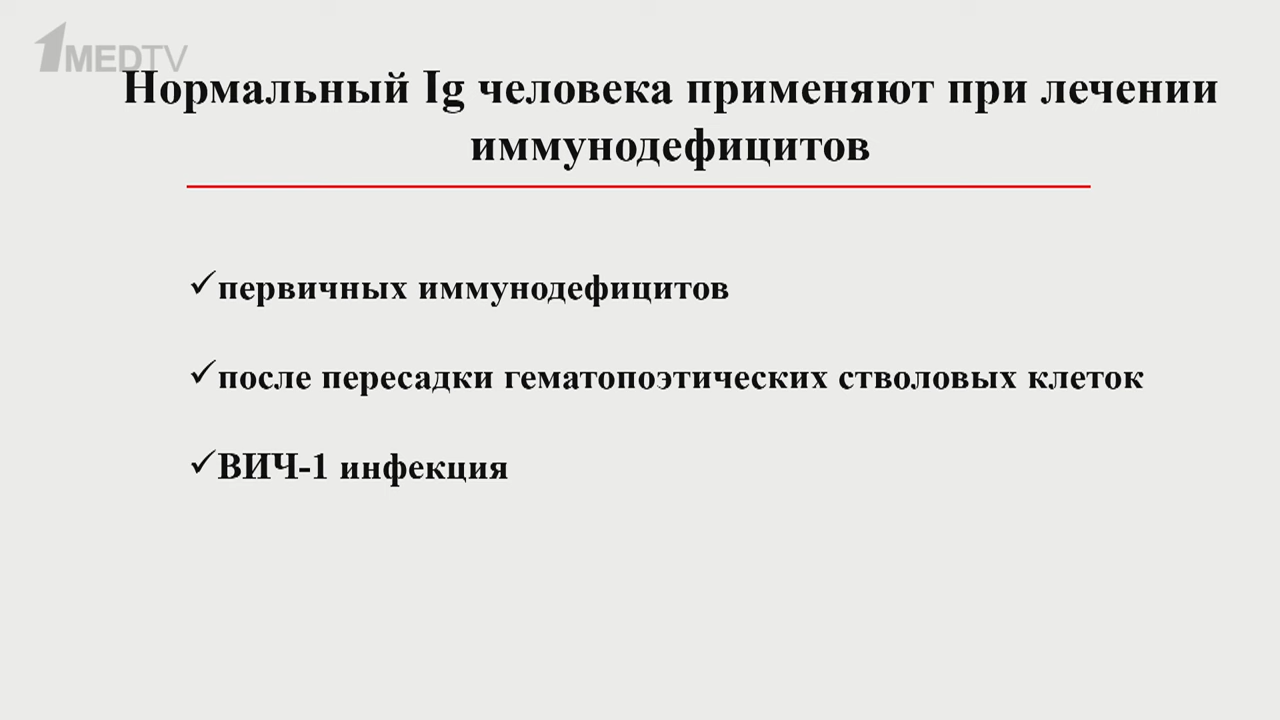 1MEDTV
Нормальный Ig человека применяют при лечении
иммунодефицитов
✓первичных иммунодефицитов
✓после пересадки гематопоэтических стволовых клеток
✓ВИЧ-1 инфекция